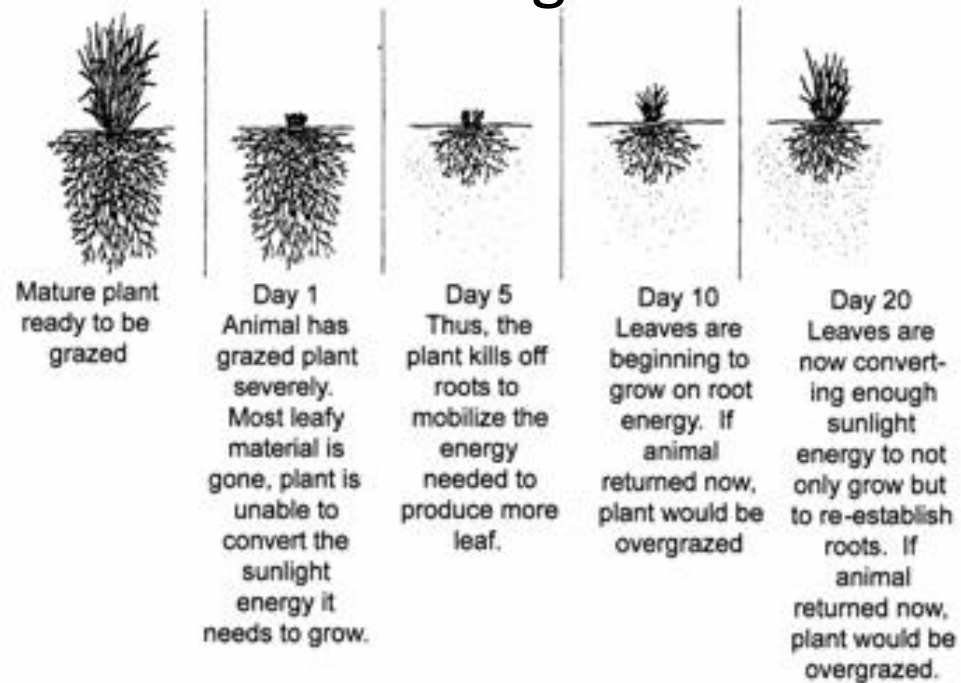 Mature plant
ready to be
grazed
Day 1
Animal has
grazed plant
severely.
Most leafy
material is
gone, plant is
unable to
convert the
sunlight
energy it
needs to grow.
Day 5
Thus, the
plant kills off
roots to
mobilize the
energy
needed to
produce more
leaf.
Day 10
Leaves are
beginning to
grow on root
energy. If
animal
returned now,
plant would be
overgrazed
Day 20
Leaves are
now convert-
ing enough
sunlight
energy to not
only grow but
to re-establish
roots. If
animal
returned now,
plant would be
overgrazed.